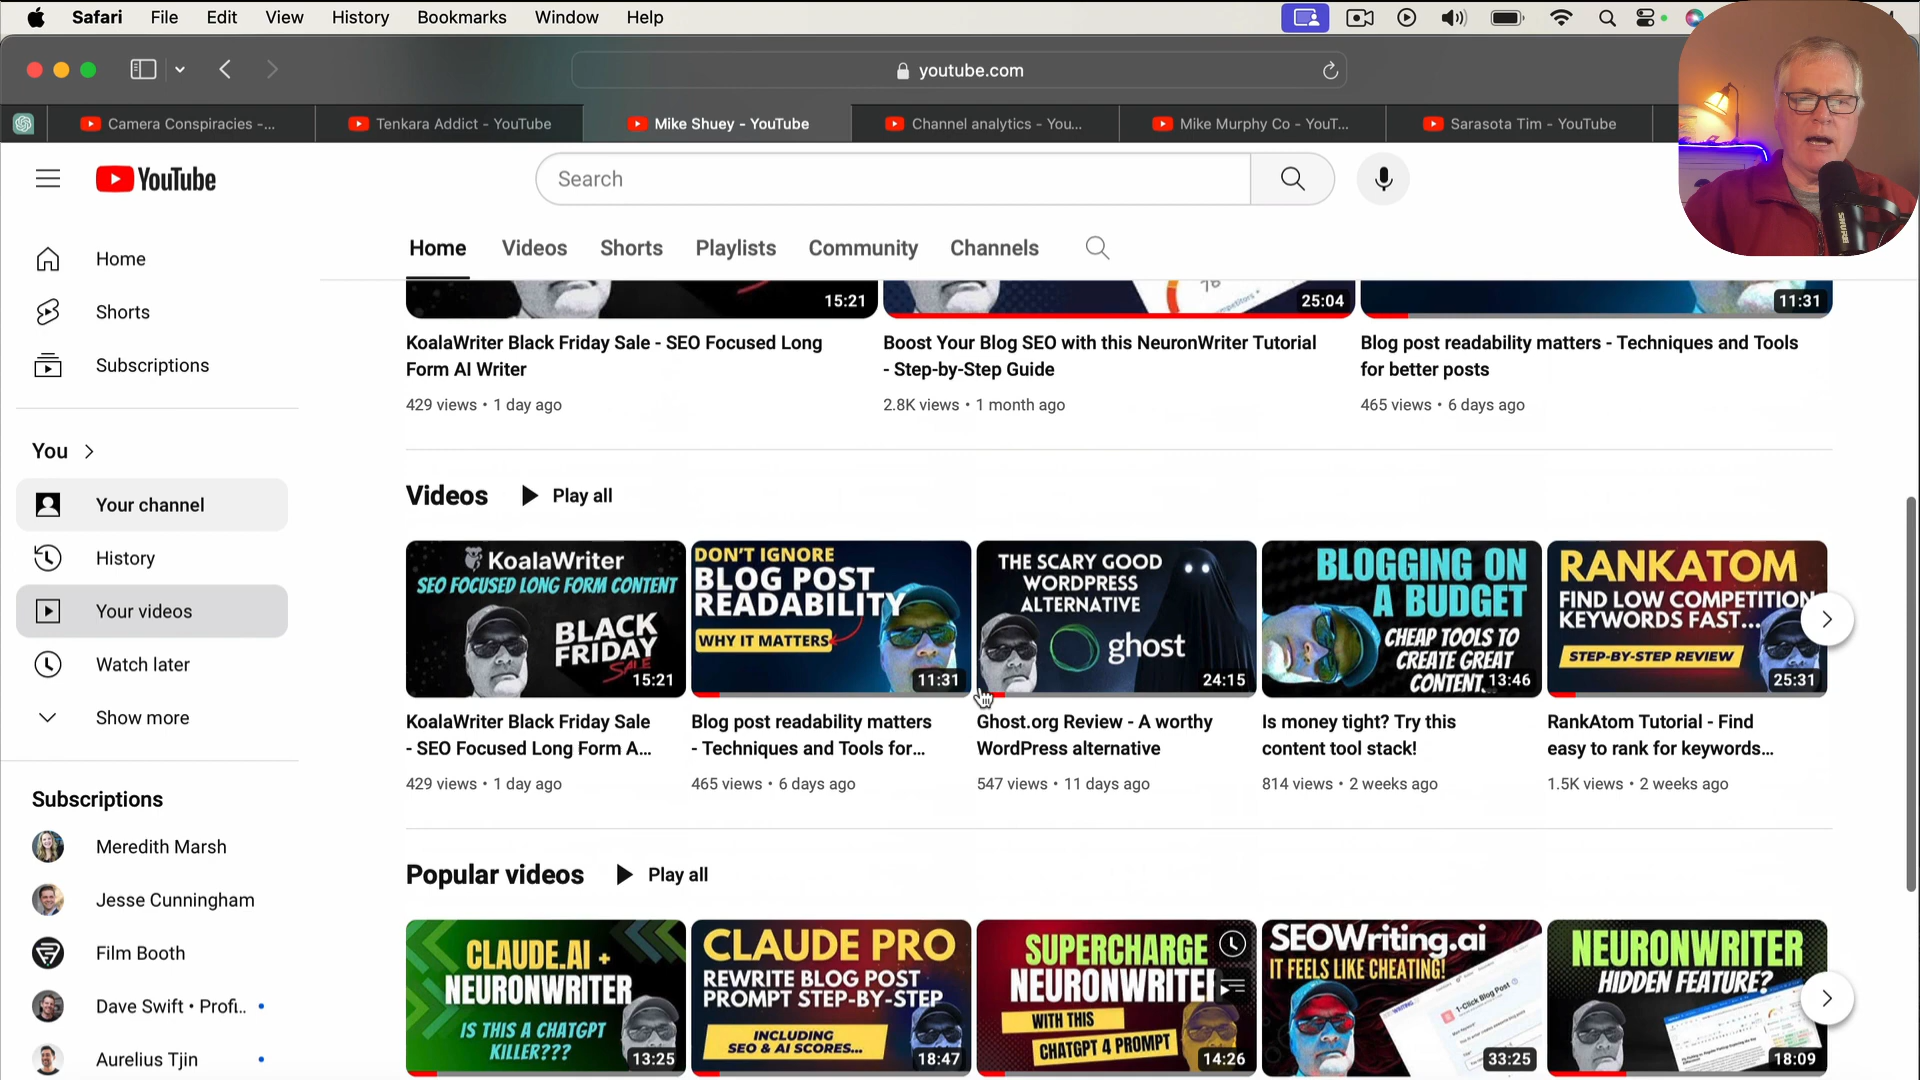 Safari File Edit View History Bookmarks Window Help
youtube.com
Camera Conspiracies -...
Tenkara Addict - YouTube
Mike Shuey - YouTube
Channel analytics - You...
Mike Murphy Co - YouT...
Sarasota Tim - YouTube
YouTube
Search
Home Videos Shorts Playlists Community Channels
Home
Shorts
Subscriptions
You
Your channel
History
Your videos
Watch later
Show more
Subscriptions
Meredith Marsh
Jesse Cunningham
Film Booth
Dave Swift • Profi..
Aurelius Tjin
15:21
KoalaWriter Black Friday Sale - SEO Focused Long
Form AI Writer
429 views • 1 day ago
25:04
Boost Your Blog SEO with this NeuronWriter Tutorial
- Step-by-Step Guide
2.8K views • 1 month ago
11:31
Blog post readability matters - Techniques and Tools
for better posts
465 views • 6 days ago
Videos Play all
KoalaWriter
SEO FOCUSED LONG FORM CONTENT
BLACK
FRIDAY
SALE
15:21
KoalaWriter Black Friday Sale
- SEO Focused Long Form A...
429 views • 1 day ago
DON'T IGNORE
BLOG POST
READABILITY
WHY IT MATTERS
11:31
Blog post readability matters
- Techniques and Tools for...
465 views • 6 days ago
THE SCARY GOOD
WORDPRESS
ALTERNATIVE
ghost
24:15
Ghost.org Review - A worthy
WordPress alternative
547 views • 11 days ago
BLOGGING ON
A BUDGET
CHEAP TOOLS TO
CREATE GREAT
CONTENT
13:46
Is money tight? Try this
content tool stack!
814 views • 2 weeks ago
RANKATOM
FIND LOW COMPETITION
KEYWORDS FAST...
STEP-BY-STEP REVIEW
25:31
RankAtom Tutorial - Find
easy to rank for keywords...
1.5K views • 2 weeks ago
Popular videos Play all
CLAUDE.AI +
NEURONWRITER
IS THIS A CHATGPT
KILLER???
13:25
CLAUDE PRO
REWRITE BLOG POST
PROMPT STEP-BY-STEP
INCLUDING
SEO & AI SCORES...
18:47
SUPERCHARGE
NEURONWRITER
WITH THIS
CHATGPT 4 PROMPT
14:26
SEOWriting.ai
IT FEELS LIKE CHEATING!
1-Click Blog Post
33:25
NEURONWRITER
HIDDEN FEATURE?
18:09